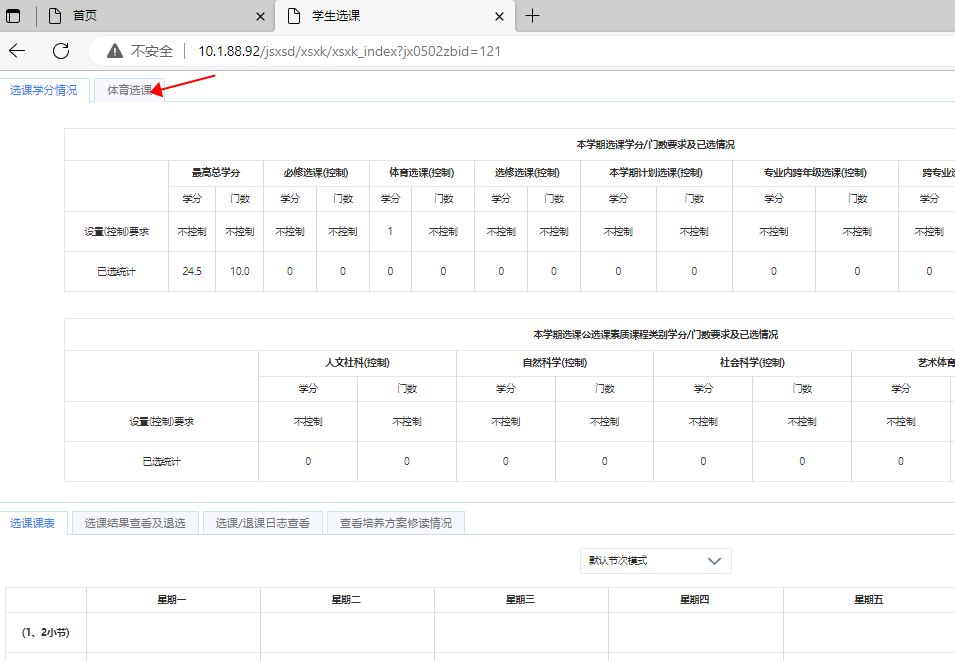 首页
学生选课
不安全 10.1.88.92/jsxsd/xsxk/xsxk_index?jx0502zbid=121
选课学分情况 体育选课
本学期选课学分/门数要求及已选情况
最高总学分 必修选课(控制) 体育选课(控制) 选修选课(控制) 本学期计划选课(控制) 专业内跨年级选课(控制) 跨专业
学分 门数 学分 门数 学分 门数 学分 门数 学分 门数 学分 门数 学分
设置(控制)要求 不控制 不控制 不控制 不控制 1 不控制 不控制 不控制 不控制 不控制 不控制 不控制 不控制
已选统计 24.5 10.0 0 0 0 0 0 0 0 0 0 0 0
本学期选课公选课素质课程类别学分/门数要求及已选情况
人文社科(控制) 自然科学(控制) 社会科学(控制) 艺术体育
学分 门数 学分 门数 学分 门数 学分
设置(控制)要求 不控制 不控制 不控制 不控制 不控制 不控制 不控制
已选统计 0 0 0 0 0 0 0
选课课表 选课结果查看及退选 选课/退课日志查看 查看培养方案修读情况
默认节次模式
星期一 星期二 星期三 星期四 星期五
(1、2小节)